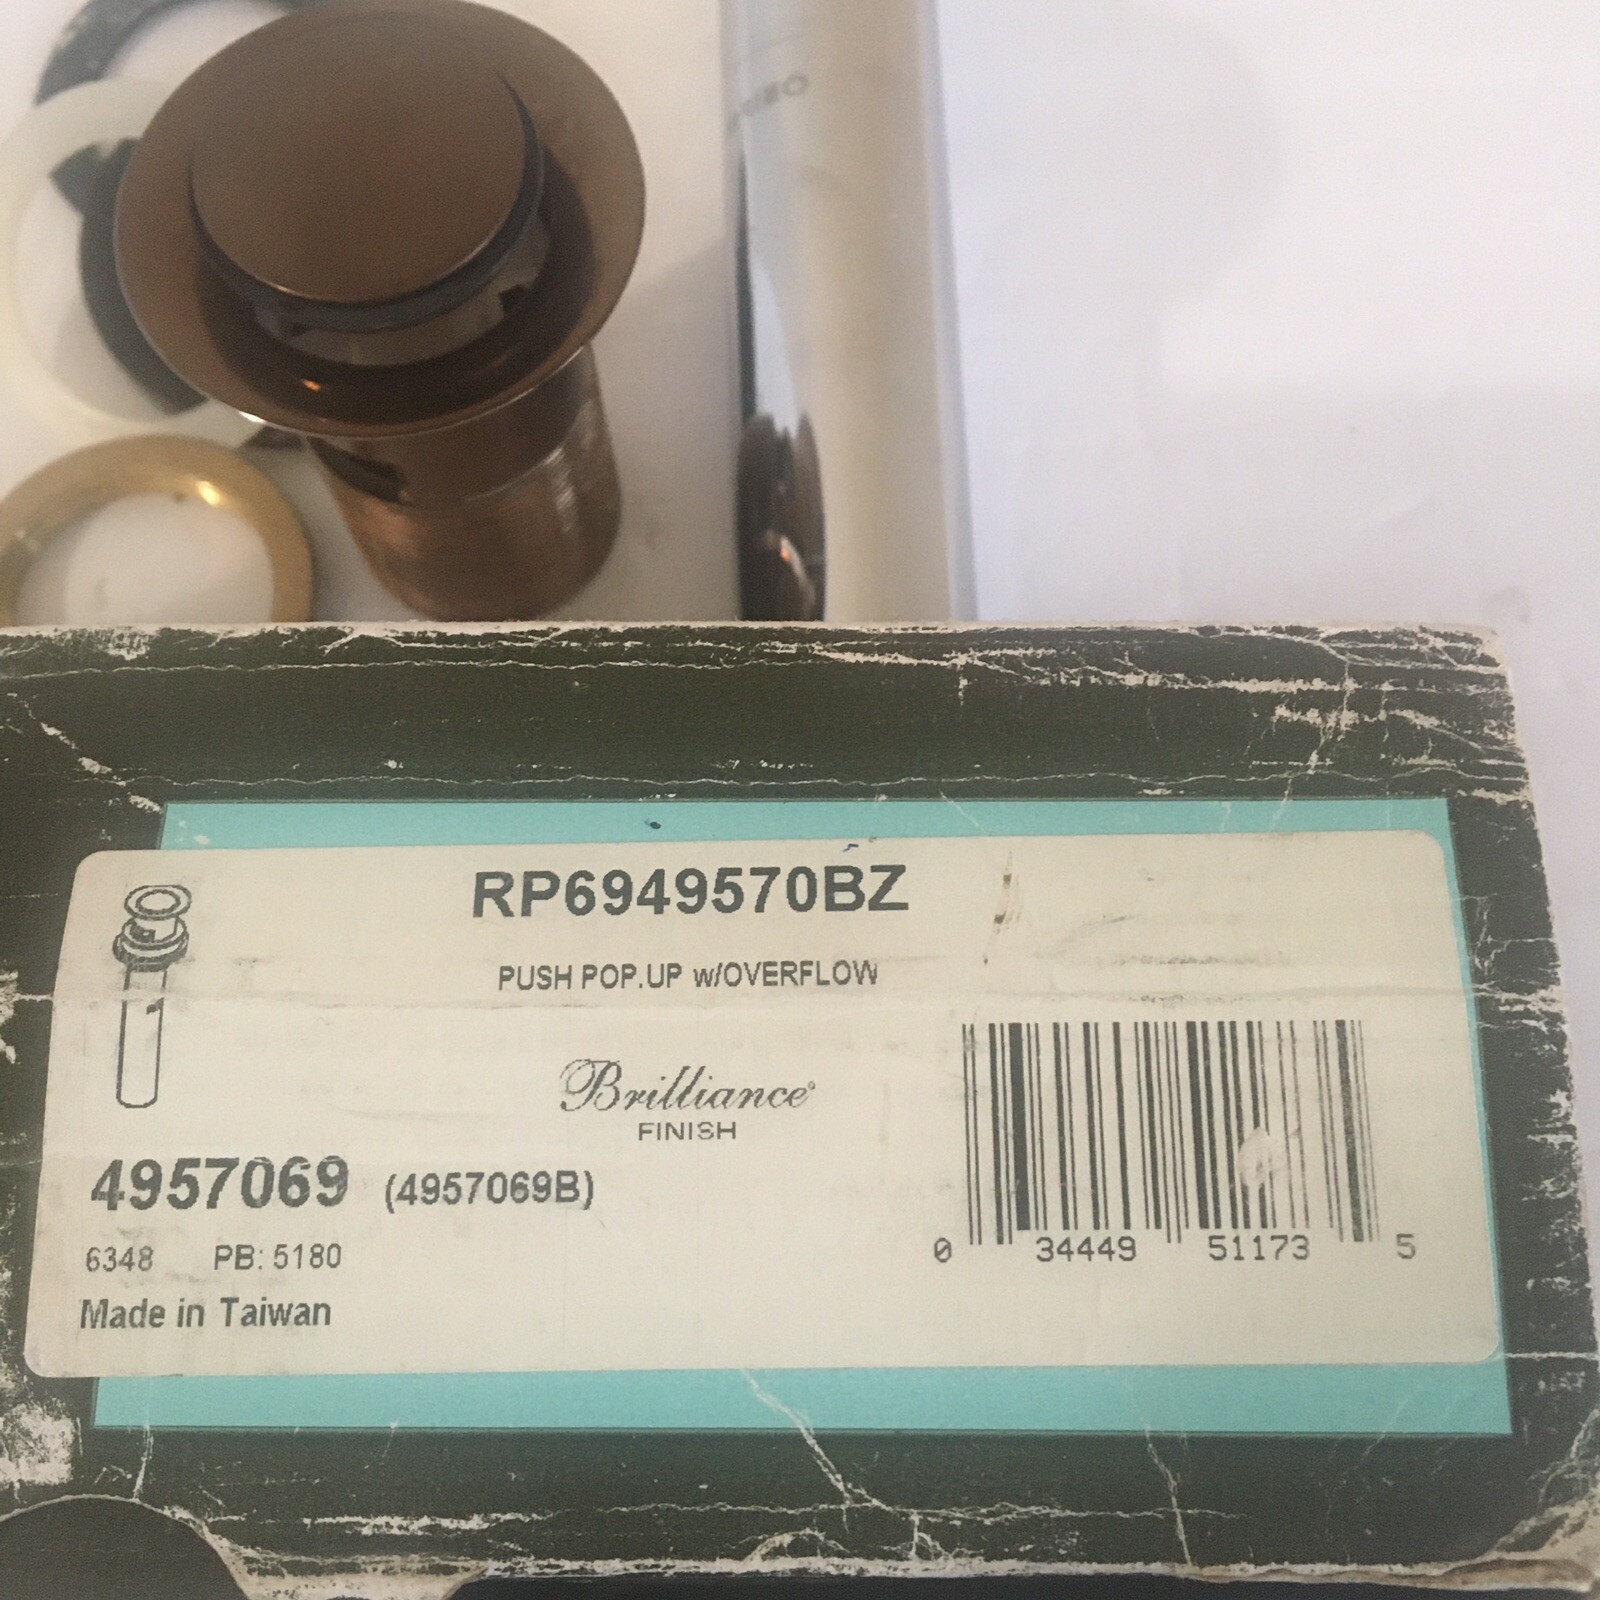 RP6949570BZ
PUSH POP.UP w/OVERFLOW
Brilliance®
FINISH
4957069 (4957069B)
6348 PB: 5180
Made in Taiwan
0 34449 51173 5